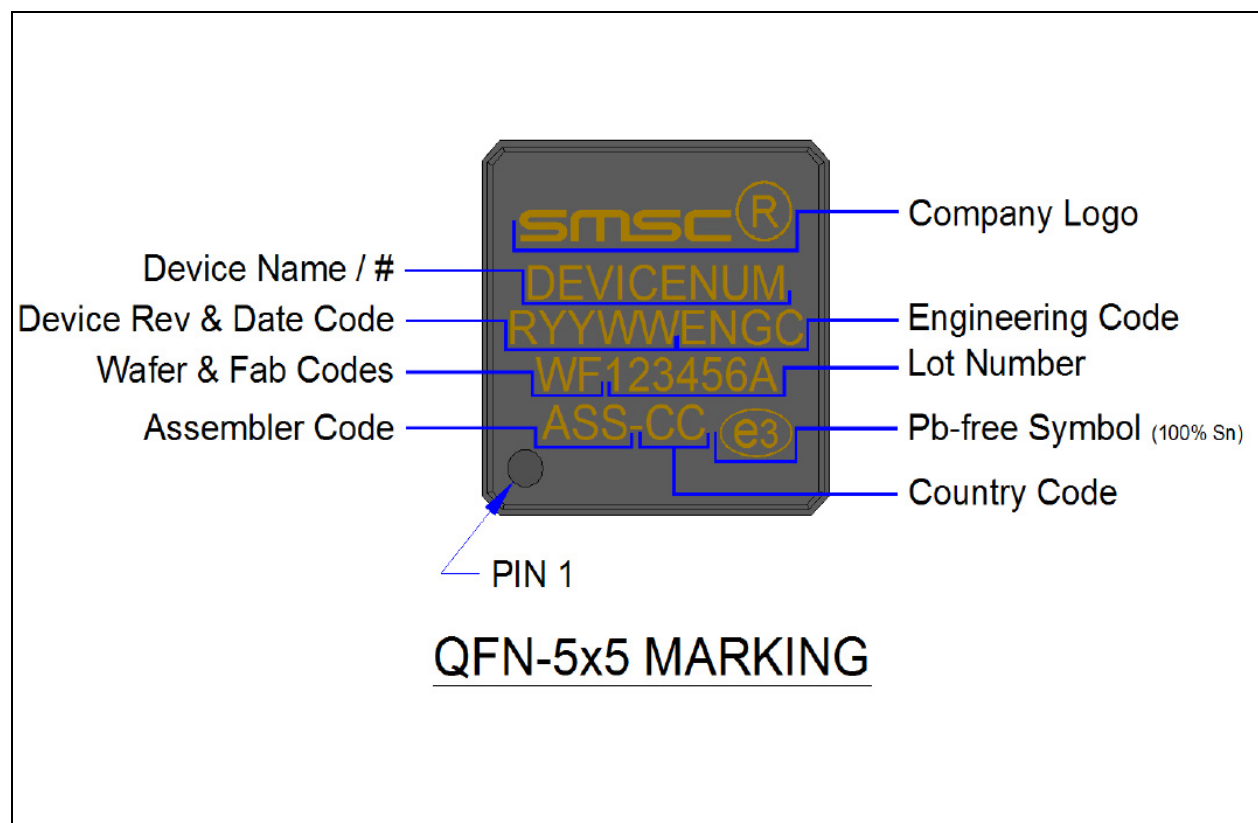 smsc®
Company Logo
Device Name / #
DEVICENUM
Device Rev & Date Code
RYYWWENGC
Engineering Code
Wafer & Fab Codes
WF123456A
Lot Number
Assembler Code
ASS-CC e3
Pb-free Symbol (100% Sn)
Country Code
PIN 1
QFN-5x5 MARKING